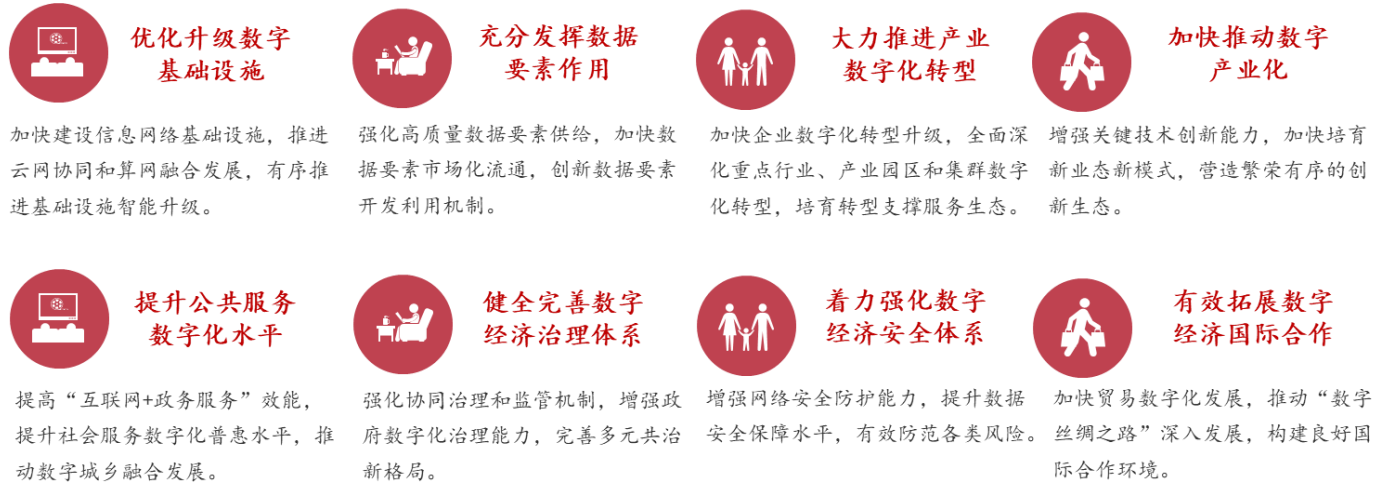 优化升级数字
基础设施
加快建设信息网络基础设施，推进
云网协同和算网融合发展，有序推
进基础设施智能升级。
充分发挥数据
要素作用
强化高质量数据要素供给，加快数
据要素市场化流通，创新数据要素
开发利用机制。
大力推进产业
数字化转型
加快企业数字化转型升级，全面深
化重点行业、产业园区和集群数字
化转型，培育转型支撑服务生态。
加快推动数字
产业化
增强关键技术创新能力，加快培育
新业态新模式，营造繁荣有序的创
新生态。
提升公共服务
数字化水平
提高“互联网+政务服务”效能，
提升社会服务数字化普惠水平，推
动数字城乡融合发展。
健全完善数字
经济治理体系
强化协同治理和监管机制，增强政
府数字化治理能力，完善多元共治
新格局。
着力强化数字
经济安全体系
增强网络安全防护能力，提升数据
安全保障水平，有效防范各类风险。
有效拓展数字
经济国际合作
加快贸易数字化发展，推动“数字
丝绸之路”深入发展，构建良好国
际合作环境。